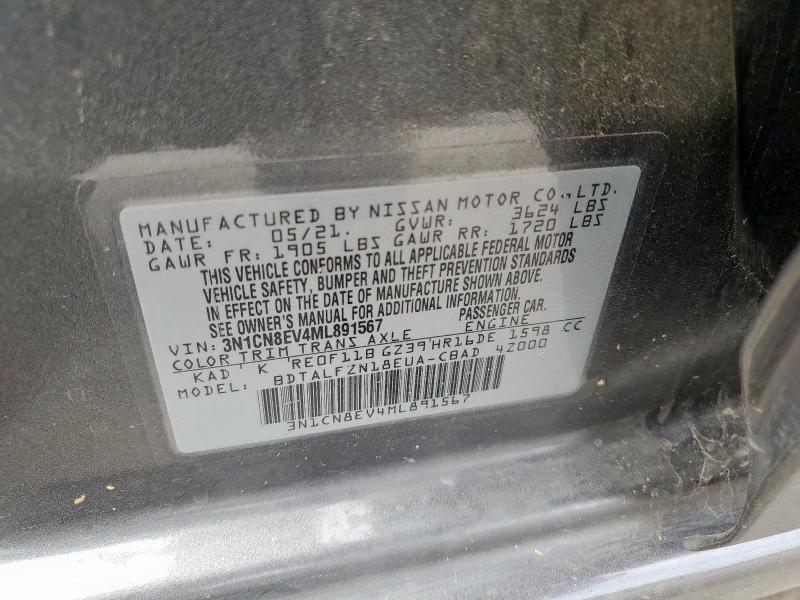 MANUFACTURED BY NISSAN MOTOR CO.,LTD.
DATE: 05/21. GVWR: 3624 LBS
GAWR FR: 1905 LBS GAWR RR: 1720 LBS
THIS VEHICLE CONFORMS TO ALL APPLICABLE FEDERAL MOTOR
VEHICLE SAFETY, BUMPER AND THEFT PREVENTION STANDARDS
IN EFFECT ON THE DATE OF MANUFACTURE SHOWN ABOVE.
SEE OWNER'S MANUAL FOR ADDITIONAL INFORMATION.
VIN: 3N1CN8EV4ML891567 PASSENGER CAR.
COLOR TRIM TRANS AXLE ENGINE
KAD K RE0F11B GZ39 HR16DE 1598 CC
MODEL: BDTALFZN18EUA-CBAD 4Z000
3N1CN8EV4ML891567